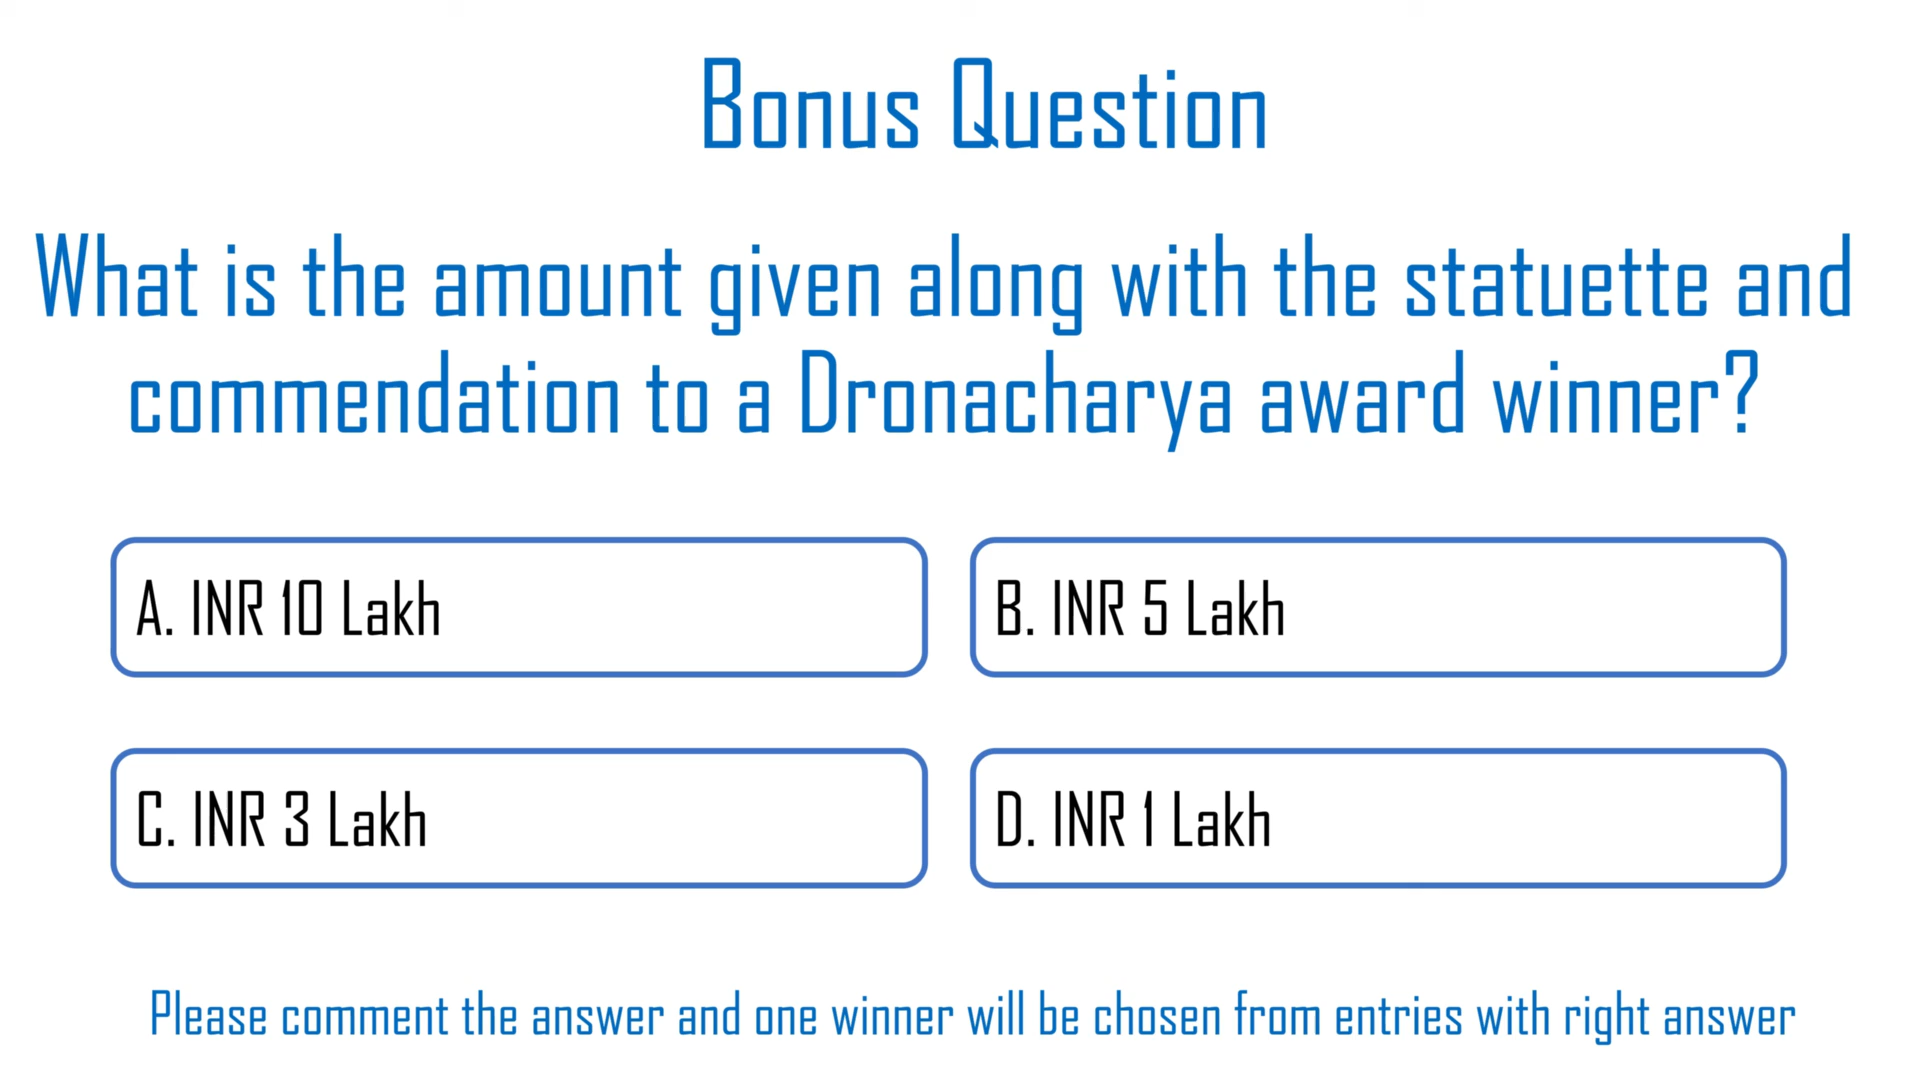 Bonus Question
What is the amount given along with the statuette and
commendation to a Dronacharya award winner?
A. INR 10 Lakh
B. INR 5 Lakh
C. INR 3 Lakh
D. INR 1 Lakh
Please comment the answer and one winner will be chosen from entries with right answer